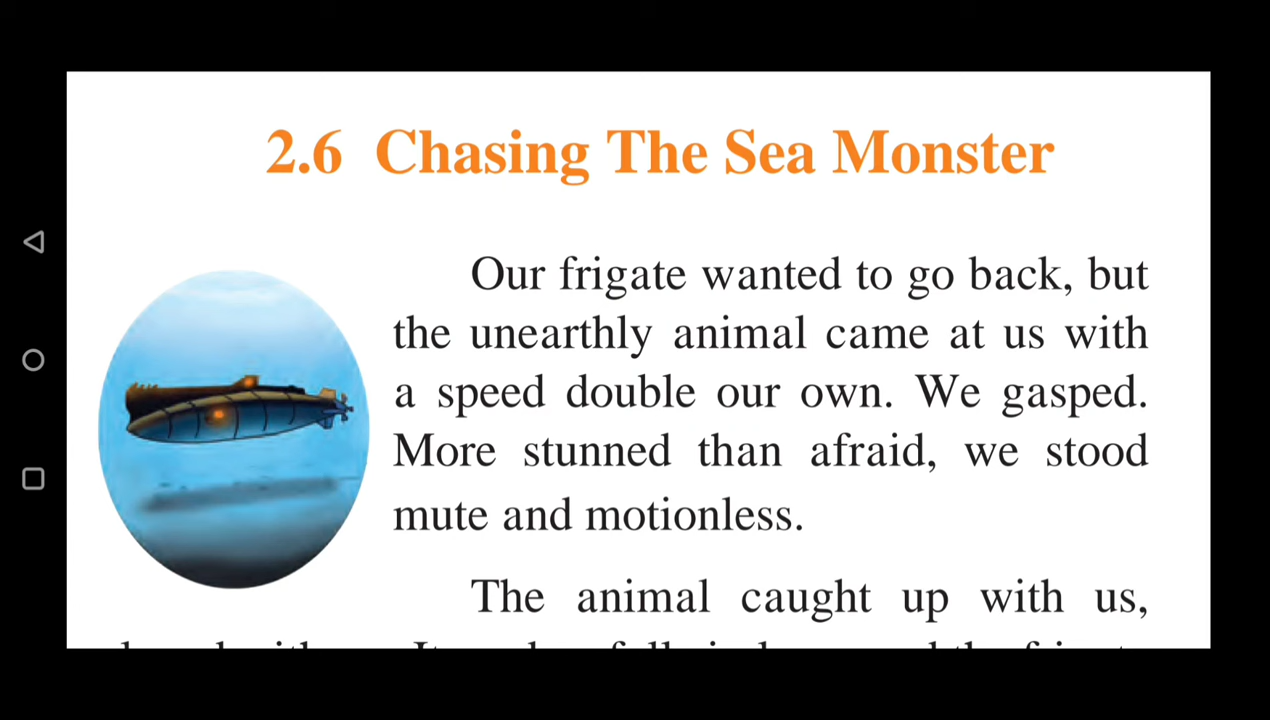 2.6 Chasing The Sea Monster
Our frigate wanted to go back, but
the unearthly animal came at us with
a speed double our own. We gasped.
More stunned than afraid, we stood
mute and motionless.
The animal caught up with us,